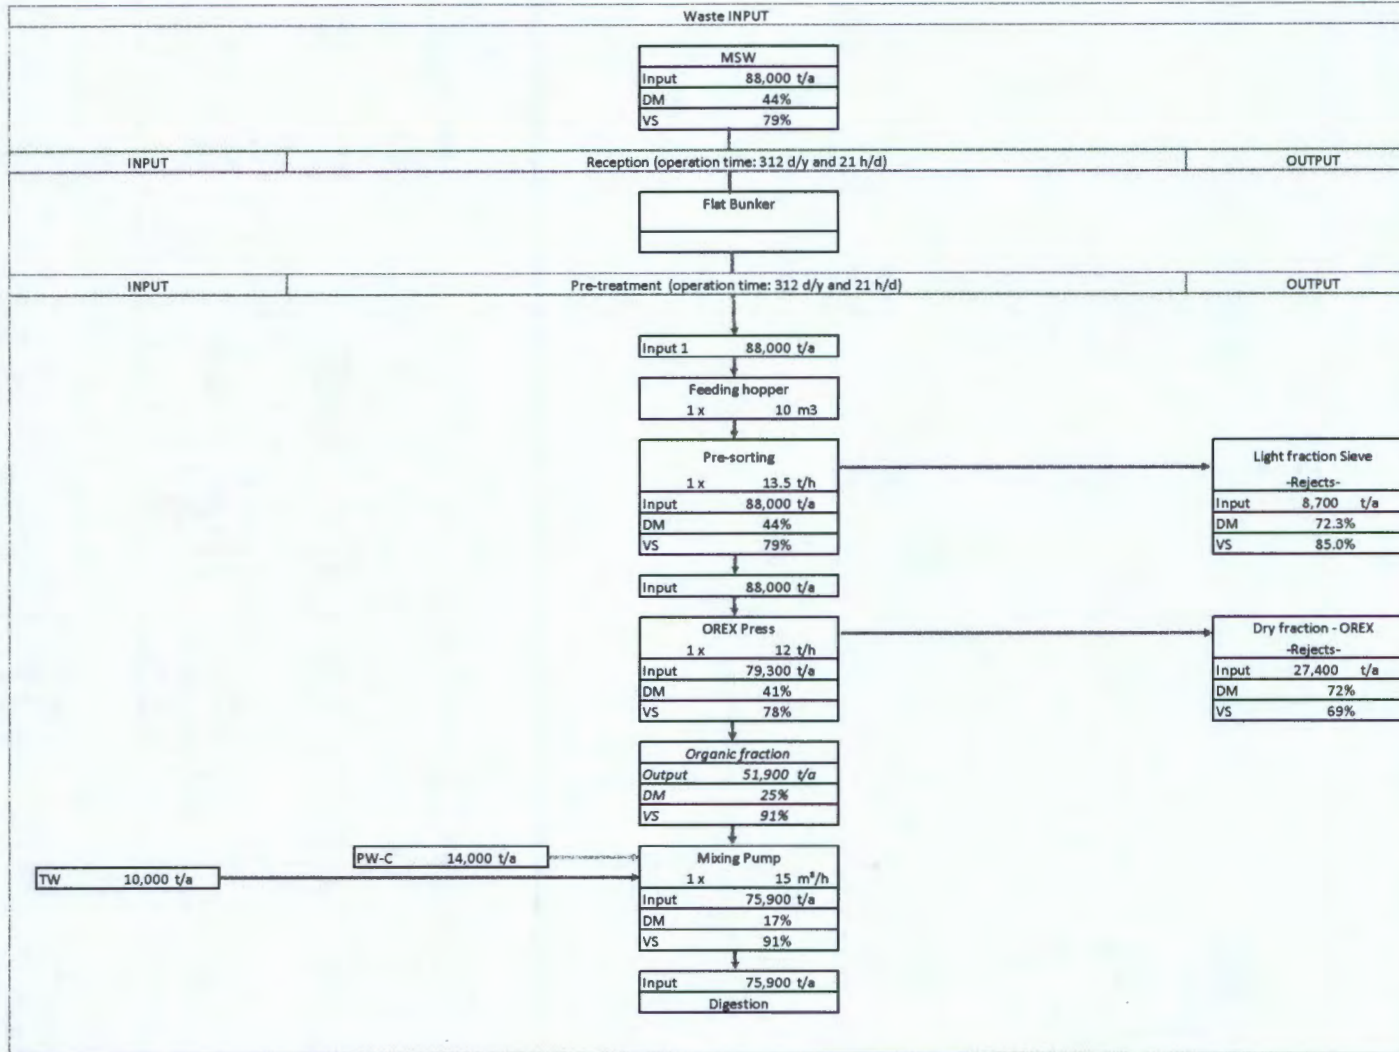 Waste INPUT
MSW
Input 88,000 t/a
DM 44%
VS 79%
INPUT Reception (operation time: 312 d/y and 21 h/d) OUTPUT
Flat Bunker
INPUT Pre-treatment (operation time: 312 d/y and 21 h/d) OUTPUT
Input 1 88,000 t/a
Feeding hopper
1 x 10 m3
Pre-sorting
1 x 13.5 t/h
Input 88,000 t/a
DM 44%
VS 79%
Light fraction Sieve
-Rejects-
Input 8,700 t/a
DM 72.3%
VS 85.0%
Input 88,000 t/a
OREX Press
1 x 12 t/h
Input 79,300 t/a
DM 41%
VS 78%
Dry fraction - OREX
-Rejects-
Input 27,400 t/a
DM 72%
VS 69%
Organic fraction
Output 51,900 t/a
DM 25%
VS 91%
PW-C 14,000 t/a
TW 10,000 t/a
Mixing Pump
1 x 15 m³/h
Input 75,900 t/a
DM 17%
VS 91%
Input 75,900 t/a
Digestion